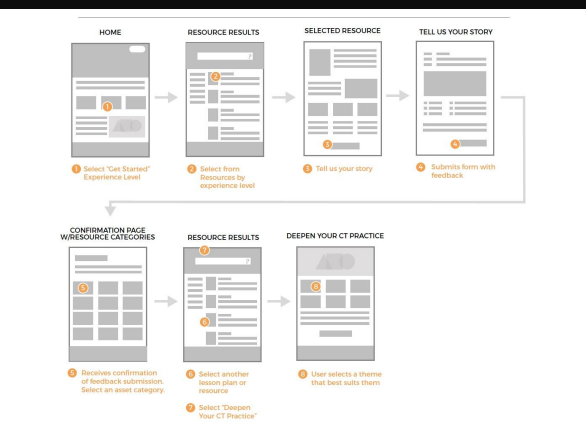 HOME
RESOURCE RESULTS
SELECTED RESOURCE
TELL US YOUR STORY
?
1
2
3
4
1 Select "Get Started"
Experience Level
2 Select from
Resources by
experience level
3 Tell us your story
4 Submits form with
feedback
CONFIRMATION PAGE
W/RESOURCE CATEGORIES
RESOURCE RESULTS
DEEPEN YOUR CT PRACTICE
7
?
5
6
8
5 Receives confirmation
of feedback submission.
Select an asset category.
6 Select another
lesson plan or
resource
7 Select "Deepen
Your CT Practice"
8 User selects a theme
that best suits them